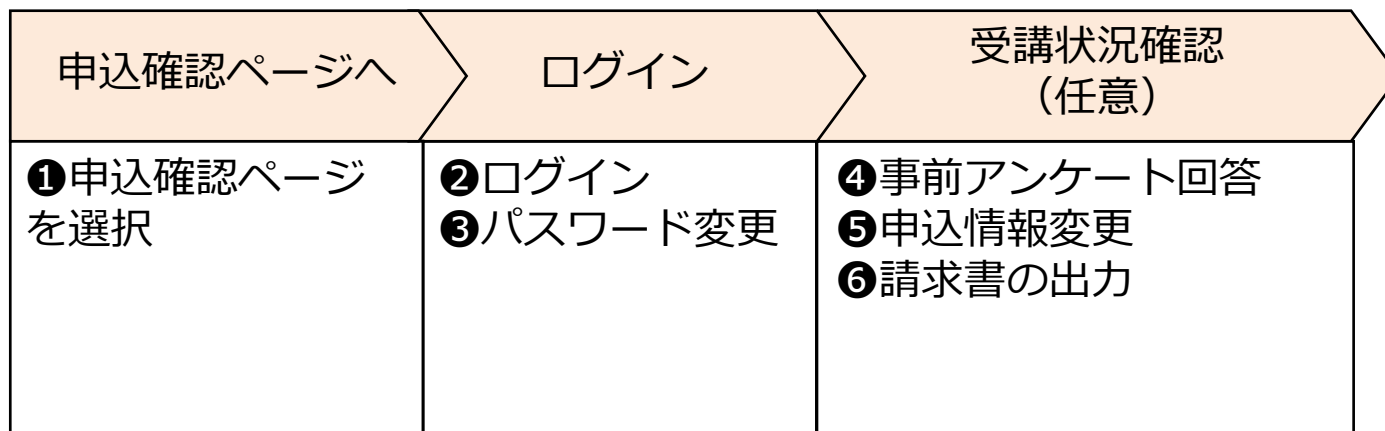 申込確認ページへ
ログイン
受講状況確認
（任意）
❶申込確認ページ
を選択
❷ログイン
❸パスワード変更
❹事前アンケート回答
❺申込情報変更
❻請求書の出力